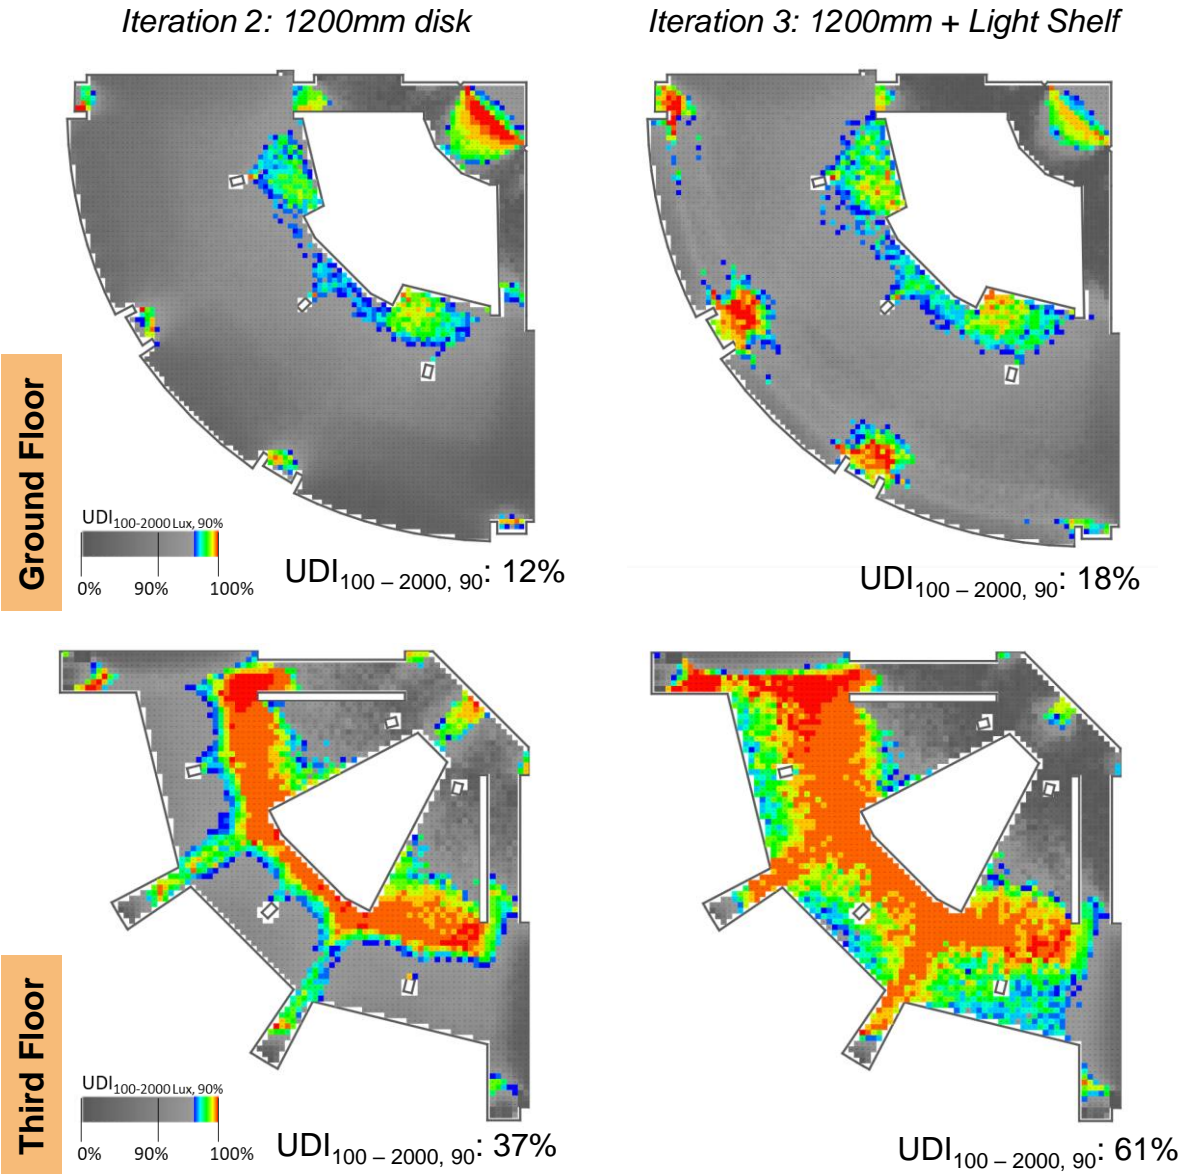 Iteration 2: 1200mm disk
Iteration 3: 1200mm + Light Shelf
Ground Floor
UDI100-2000 Lux, 90%
0% 90% 100%
UDI100 – 2000, 90: 12%
UDI100 – 2000, 90: 18%
Third Floor
UDI100-2000 Lux, 90%
0% 90% 100%
UDI100 – 2000, 90: 37%
UDI100 – 2000, 90: 61%